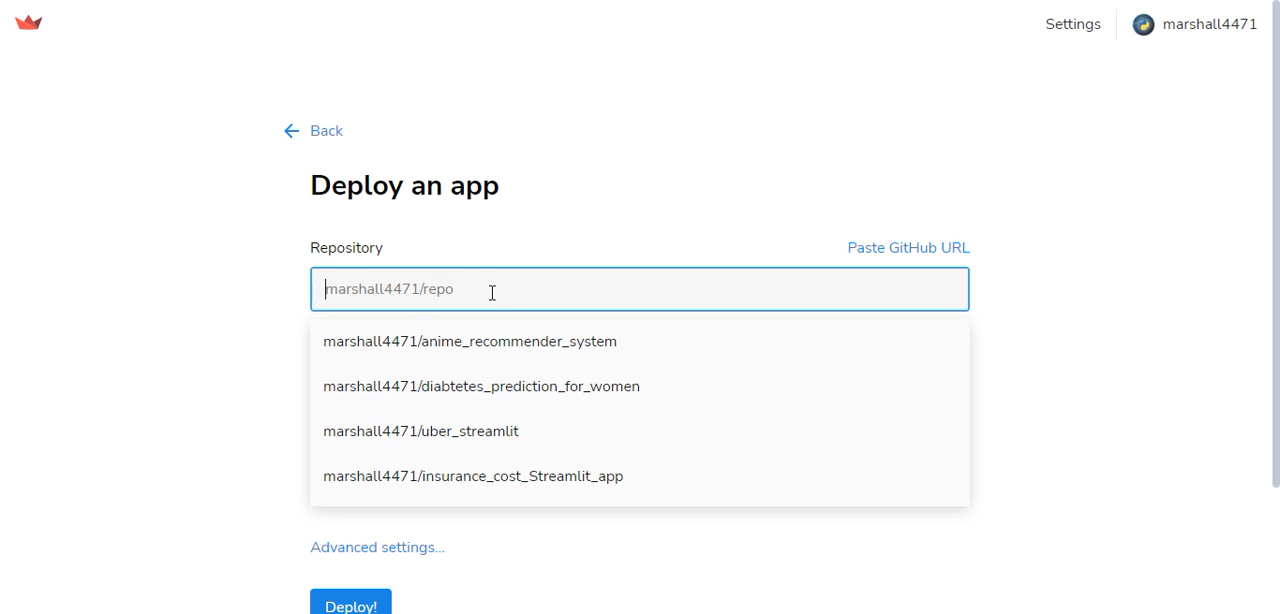 Settings
marshall4471
Back
Deploy an app
Repository
Paste GitHub URL
marshall4471/repo
marshall4471/anime_recommender_system
marshall4471/diabtetes_prediction_for_women
marshall4471/uber_streamlit
marshall4471/insurance_cost_Streamlit_app
Advanced settings...
Deploy!